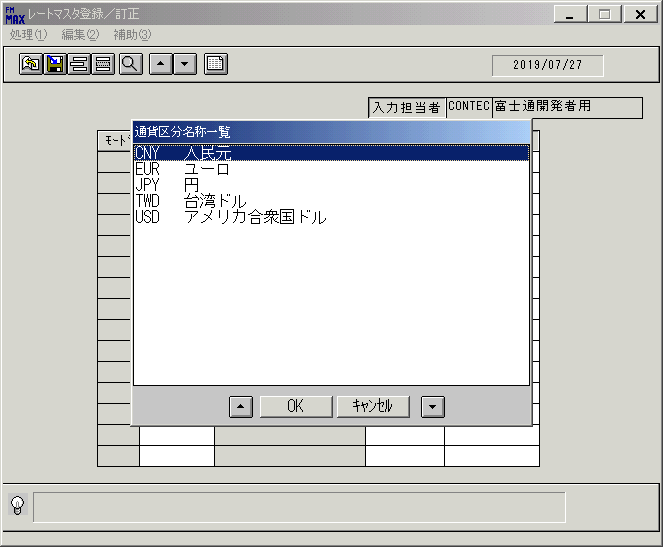 FM MAX レートマスタ登録／訂正
処理(1) 編集(2) 補助(3)
2019/07/27
入力担当者 CONTEC 富士通開発者用
通貨区分名称一覧
ﾓｰﾄﾞ
CNY 人民元
EUR ユーロ
JPY 円
TWD 台湾ドル
USD アメリカ合衆国ドル
OK ｷｬﾝｾﾙ